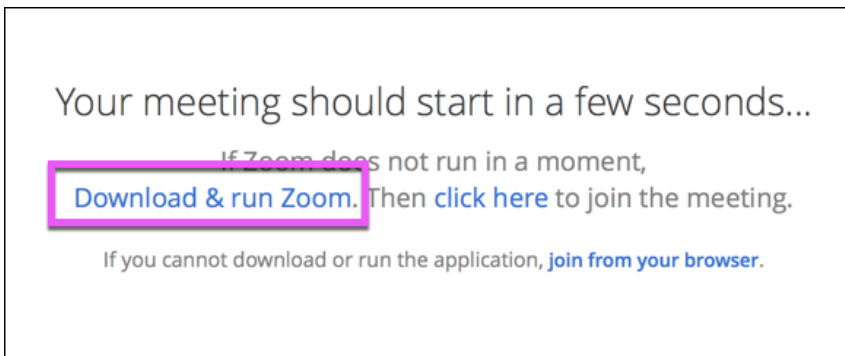 Your meeting should start in a few seconds...
If Zoom does not run in a moment,
Download & run Zoom. Then click here to join the meeting.
If you cannot download or run the application, join from your browser.